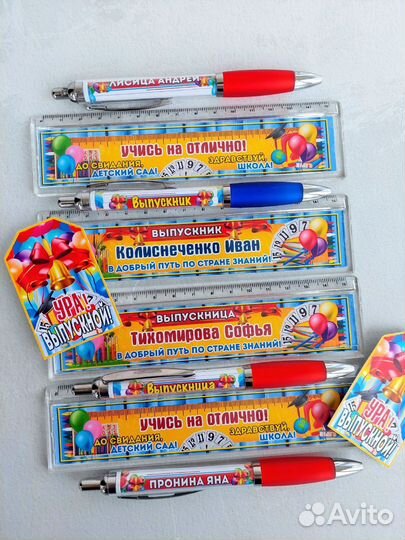 ЛИСИЦА АНДРЕЙ
УЧИСЬ НА ОТЛИЧНО!
ДО СВИДАНИЯ, ДЕТСКИЙ САД!
ЗДРАВСТВУЙ, ШКОЛА!
Выпускник
ВЫПУСКНИК
Колиснеченко Иван
В ДОБРЫЙ ПУТЬ ПО СТРАНЕ ЗНАНИЙ!
УРА!
ВЫПУСКНОЙ!
ВЫПУСКНИЦА
Тихомирова Софья
В ДОБРЫЙ ПУТЬ ПО СТРАНЕ ЗНАНИЙ!
Выпускница
УЧИСЬ НА ОТЛИЧНО!
ДО СВИДАНИЯ, ДЕТСКИЙ САД!
ЗДРАВСТВУЙ, ШКОЛА!
УРА!
ВЫПУСКНОЙ!
ПРОНИНА ЯНА
Avito